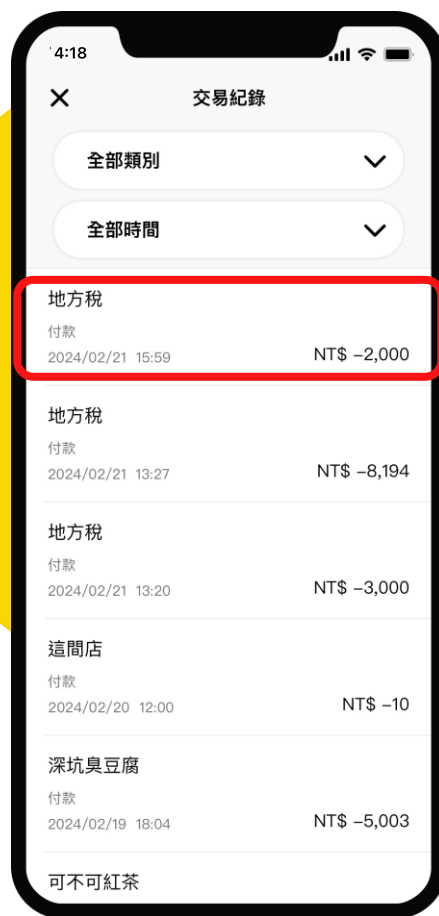 4:18
交易紀錄
全部類別
全部時間
地方稅
付款
2024/02/21 15:59
NT$ −2,000
地方稅
付款
2024/02/21 13:27
NT$ −8,194
地方稅
付款
2024/02/21 13:20
NT$ −3,000
這間店
付款
2024/02/20 12:00
NT$ −10
深坑臭豆腐
付款
2024/02/19 18:04
NT$ −5,003
可不可紅茶